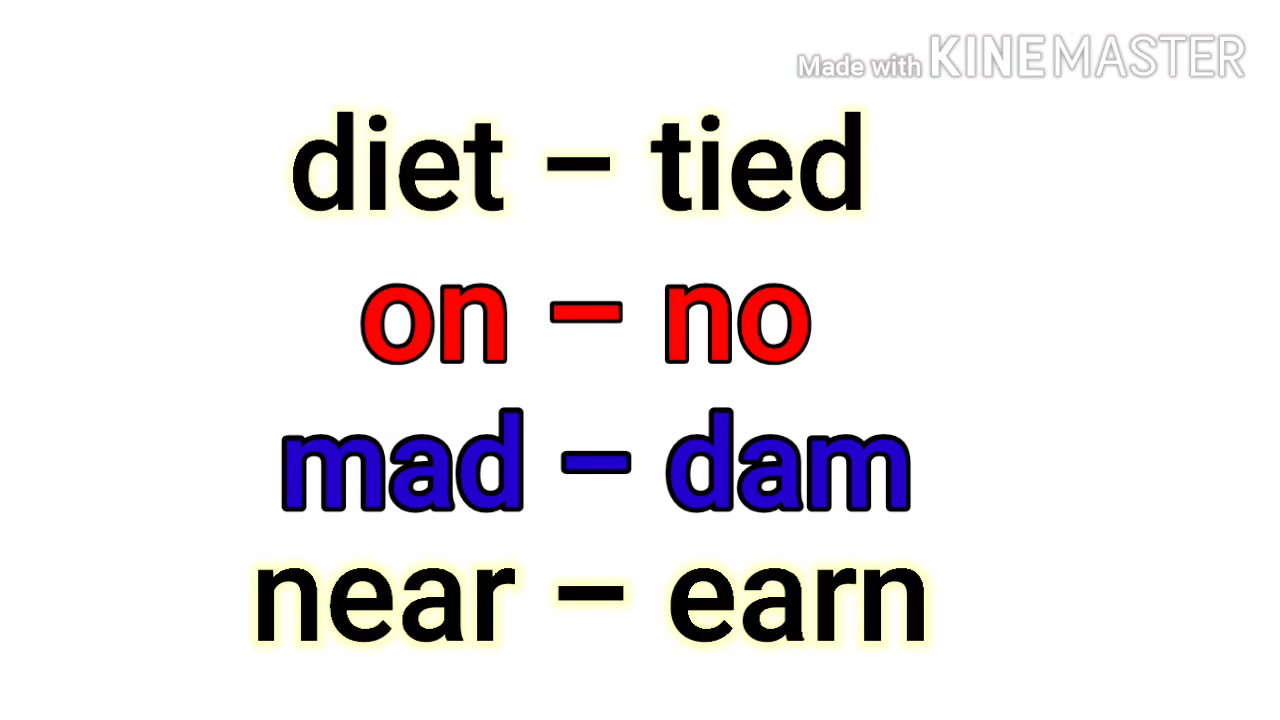 Made with KINEMASTER
diet – tied
on – no
mad – dam
near – earn